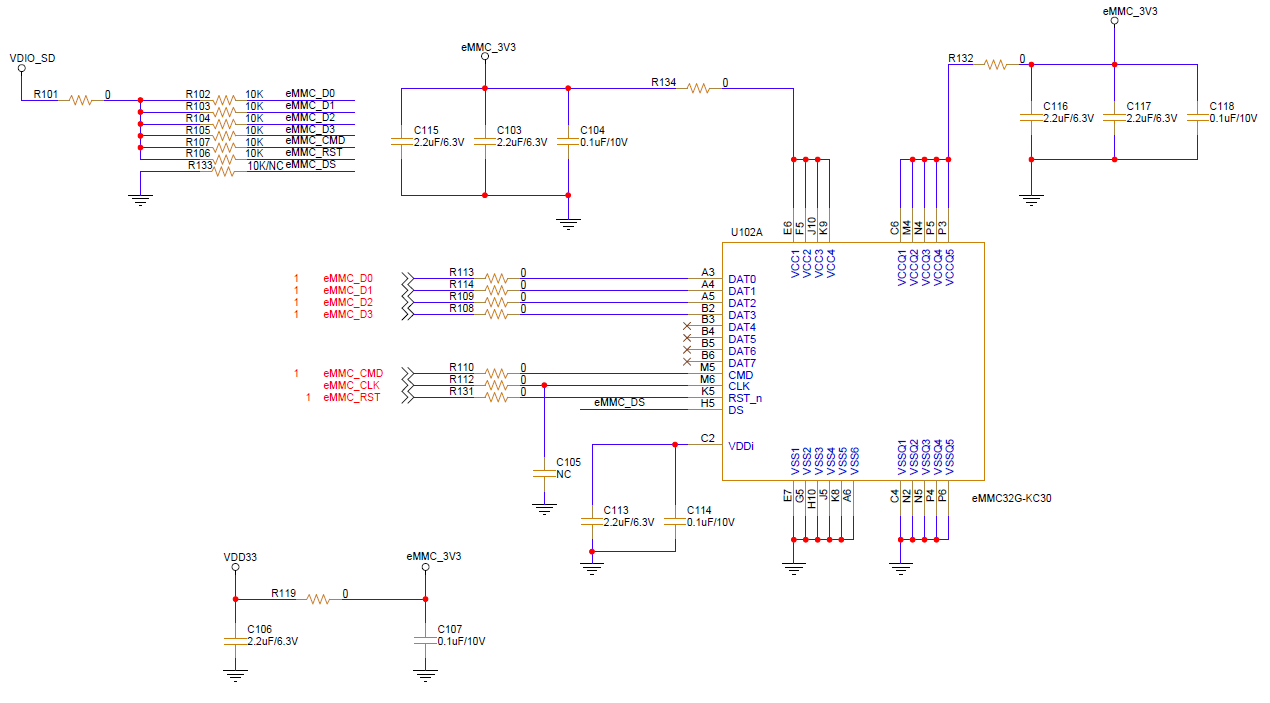 eMMC_3V3
VDIO_SD
eMMC_3V3
R132 0
R134 0
R101 0
R102 10K eMMC_D0
R103 10K eMMC_D1
R104 10K eMMC_D2
R105 10K eMMC_D3
R107 10K eMMC_CMD
R106 10K eMMC_RST
R133 10K/NC eMMC_DS
C115
2.2uF/6.3V
C103
2.2uF/6.3V
C104
0.1uF/10V
C116
2.2uF/6.3V
C117
2.2uF/6.3V
C118
0.1uF/10V
U102A
E6 F5 J10 K9
C6 M4 N4 P5 P3
VCC1 VCC2 VCC3 VCC4
VCCQ1 VCCQ2 VCCQ3 VCCQ4 VCCQ5
1 eMMC_D0 R113 0 A3 DAT0
1 eMMC_D1 R114 0 A4 DAT1
1 eMMC_D2 R109 0 A5 DAT2
1 eMMC_D3 R108 0 B2 DAT3
B3 DAT4
B4 DAT5
B5 DAT6
B6 DAT7
1 eMMC_CMD R110 0 M5 CMD
eMMC_CLK R112 0 M6 CLK
1 eMMC_RST R131 0 K5 RST_n
eMMC_DS H5 DS
C2 VDDi
C105
NC
VSS1 VSS2 VSS3 VSS4 VSS5 VSS6
VSSQ1 VSSQ2 VSSQ3 VSSQ4 VSSQ5
E7 G5 H10 J5 K8 A6
C4 N2 N5 P4 P6
eMMC32G-KC30
C113
2.2uF/6.3V
C114
0.1uF/10V
VDD33
eMMC_3V3
R119 0
C106
2.2uF/6.3V
C107
0.1uF/10V